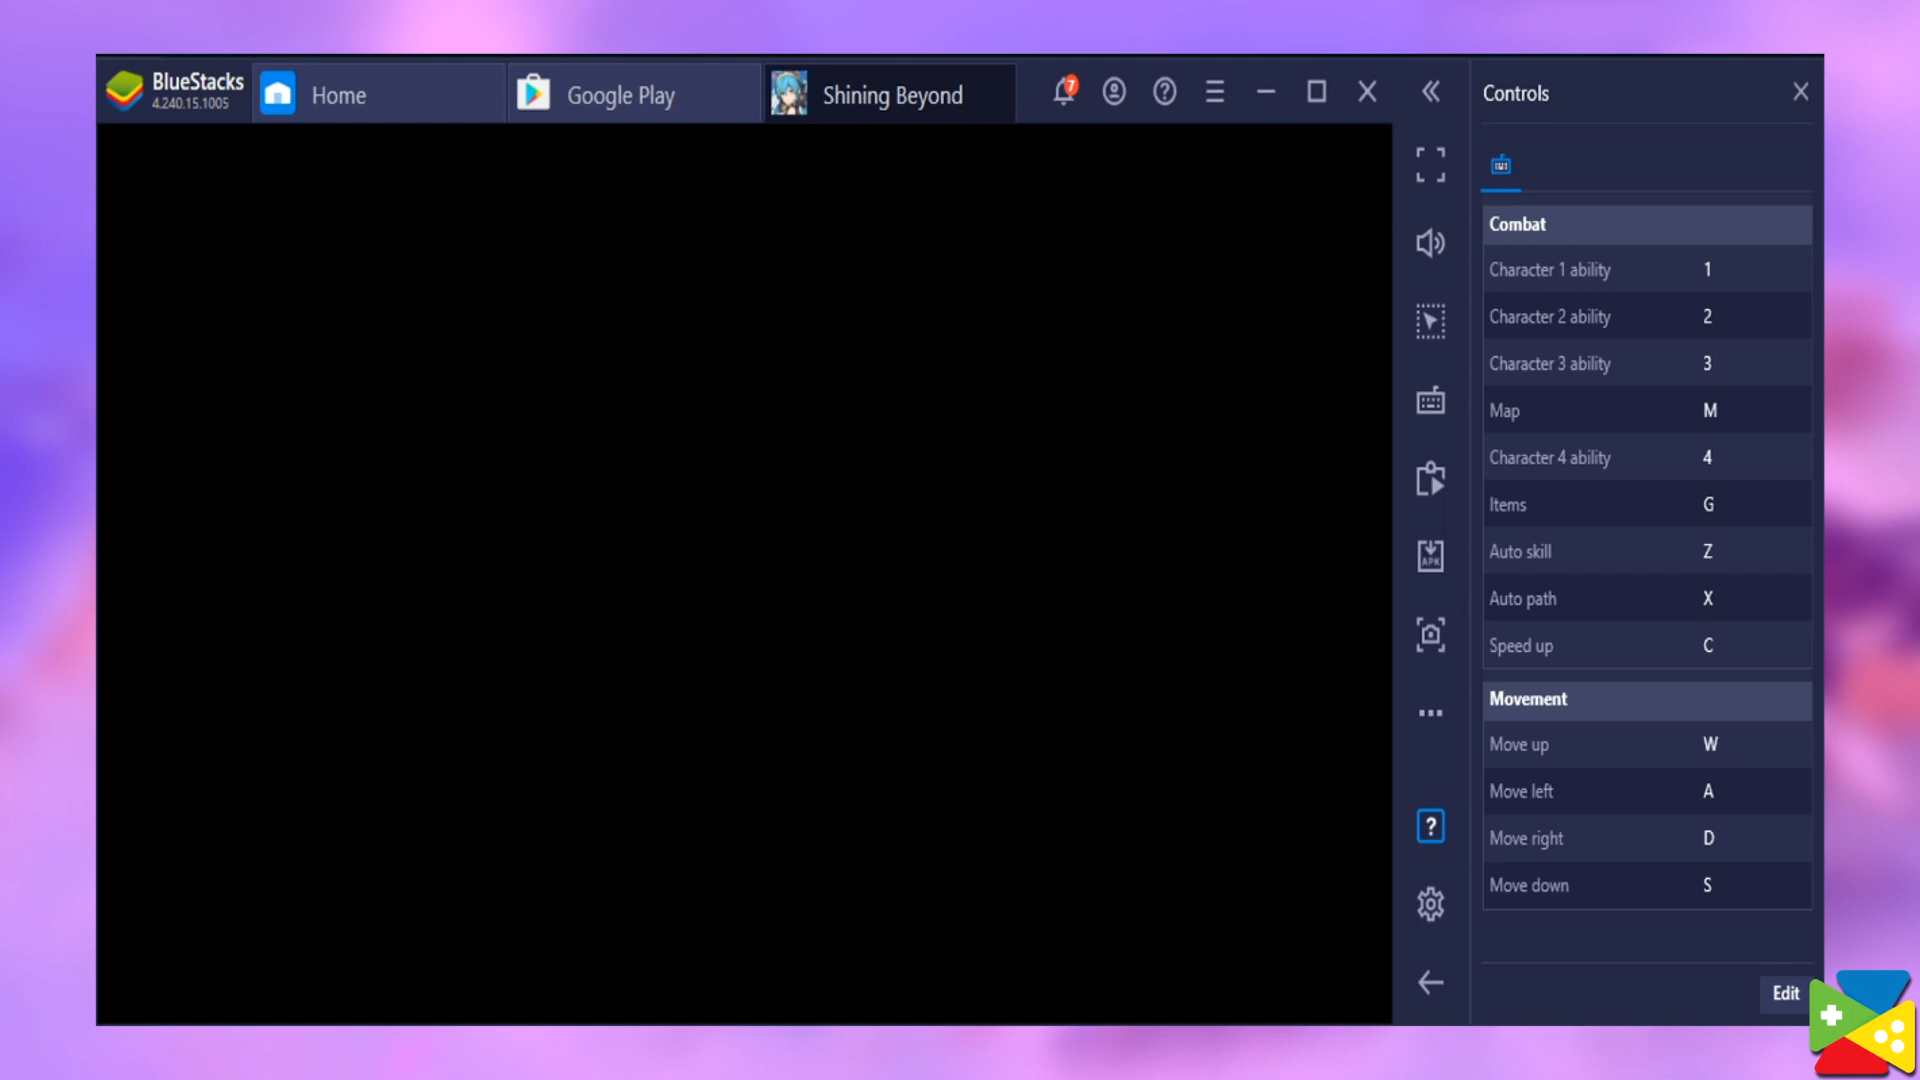 BlueStacks
4.240.15.1005
Home
Google Play
Shining Beyond
7
Controls
Combat
Character 1 ability 1
Character 2 ability 2
Character 3 ability 3
Map M
Character 4 ability 4
Items G
Auto skill Z
Auto path X
Speed up C
Movement
Move up W
Move left A
Move right D
Move down S
APK
?
Edit